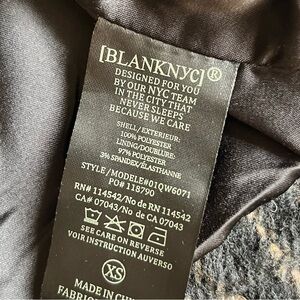 [BLANKNYC]®
DESIGNED FOR YOU
BY OUR NYC TEAM
IN THE CITY THAT
NEVER SLEEPS
BECAUSE WE CARE
SHELL/EXTERIEUR:
100% POLYESTER
LINING/DOUBLURE:
97% POLYESTER
3% SPANDEX/ÉLASTHANNE
STYLE/MODELE#01QW6071
PO# 118790
RN# 114542/No de RN 114542
CA# 07043/No de CA 07043
SEE CARE ON REVERSE
VOIR INSTRUCTION AUVERSO
XS
MADE IN